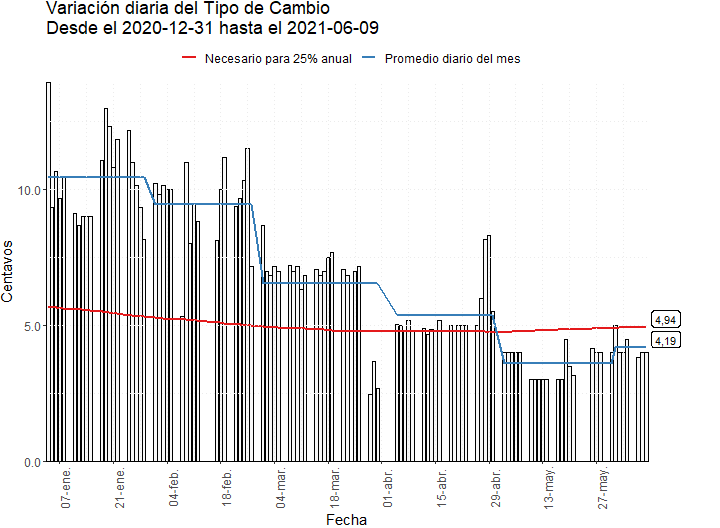 Variación diaria del Tipo de Cambio
Desde el 2020-12-31 hasta el 2021-06-09
Necesario para 25% anual
Promedio diario del mes
Centavos
10.0
5.0
0.0
4,94
4,19
07-ene.
21-ene.
04-feb.
18-feb.
04-mar.
18-mar.
01-abr.
15-abr.
29-abr.
13-may.
27-may.
Fecha